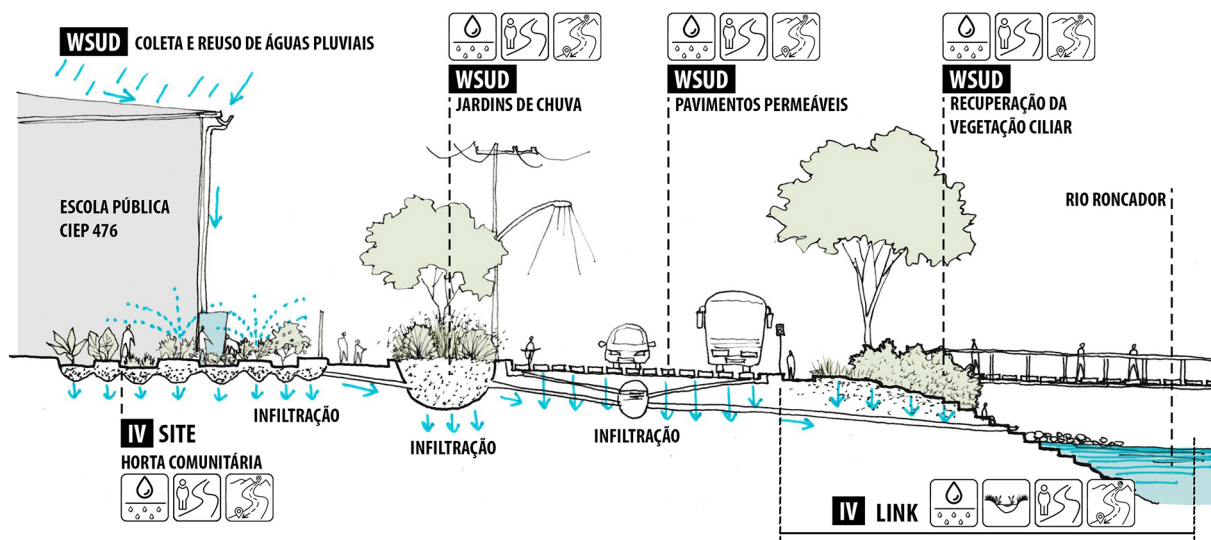 WSUD COLETA E REUSO DE ÁGUAS PLUVIAIS
WSUD
JARDINS DE CHUVA
WSUD
PAVIMENTOS PERMEÁVEIS
WSUD
RECUPERAÇÃO DA
VEGETAÇÃO CILIAR
ESCOLA PÚBLICA
CIEP 476
RIO RONCADOR
INFILTRAÇÃO
INFILTRAÇÃO
INFILTRAÇÃO
IV SITE
HORTA COMUNITÁRIA
IV LINK